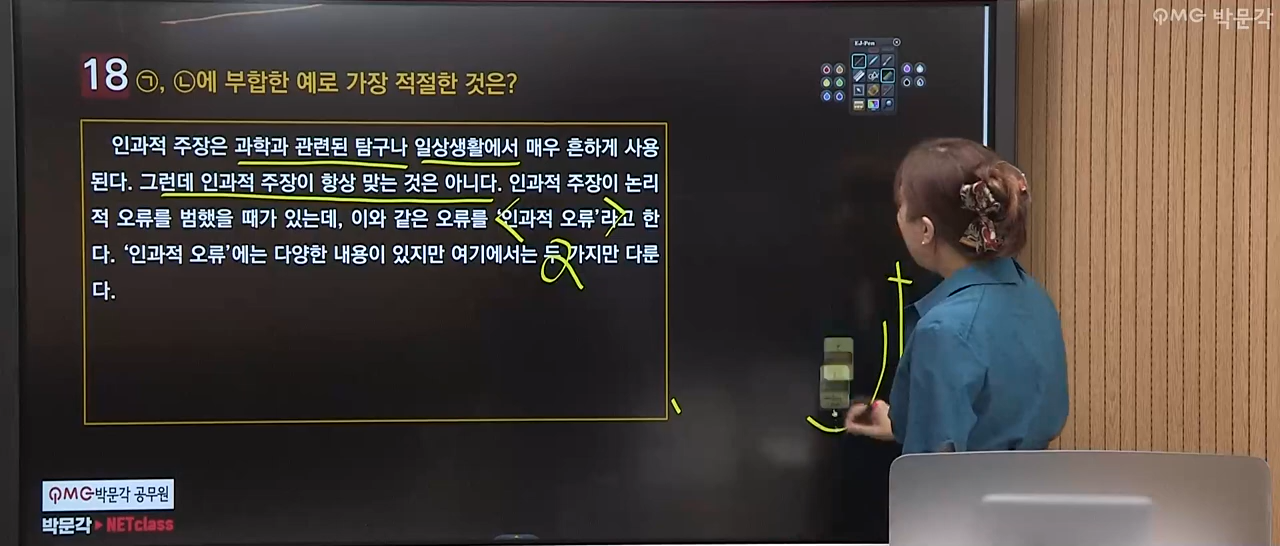 QMG 박문각
18 ㉠, ㉡에 부합한 예로 가장 적절한 것은?
EJ-Pen
인과적 주장은 과학과 관련된 탐구나 일상생활에서 매우 흔하게 사용
된다. 그런데 인과적 주장이 항상 맞는 것은 아니다. 인과적 주장이 논리
적 오류를 범했을 때가 있는데, 이와 같은 오류를 ‘인과적 오류’라고 한
다. ‘인과적 오류’에는 다양한 내용이 있지만 여기에서는 두 가지만 다룬
다.
2
QMG박문각 공무원
박문각 NETclass